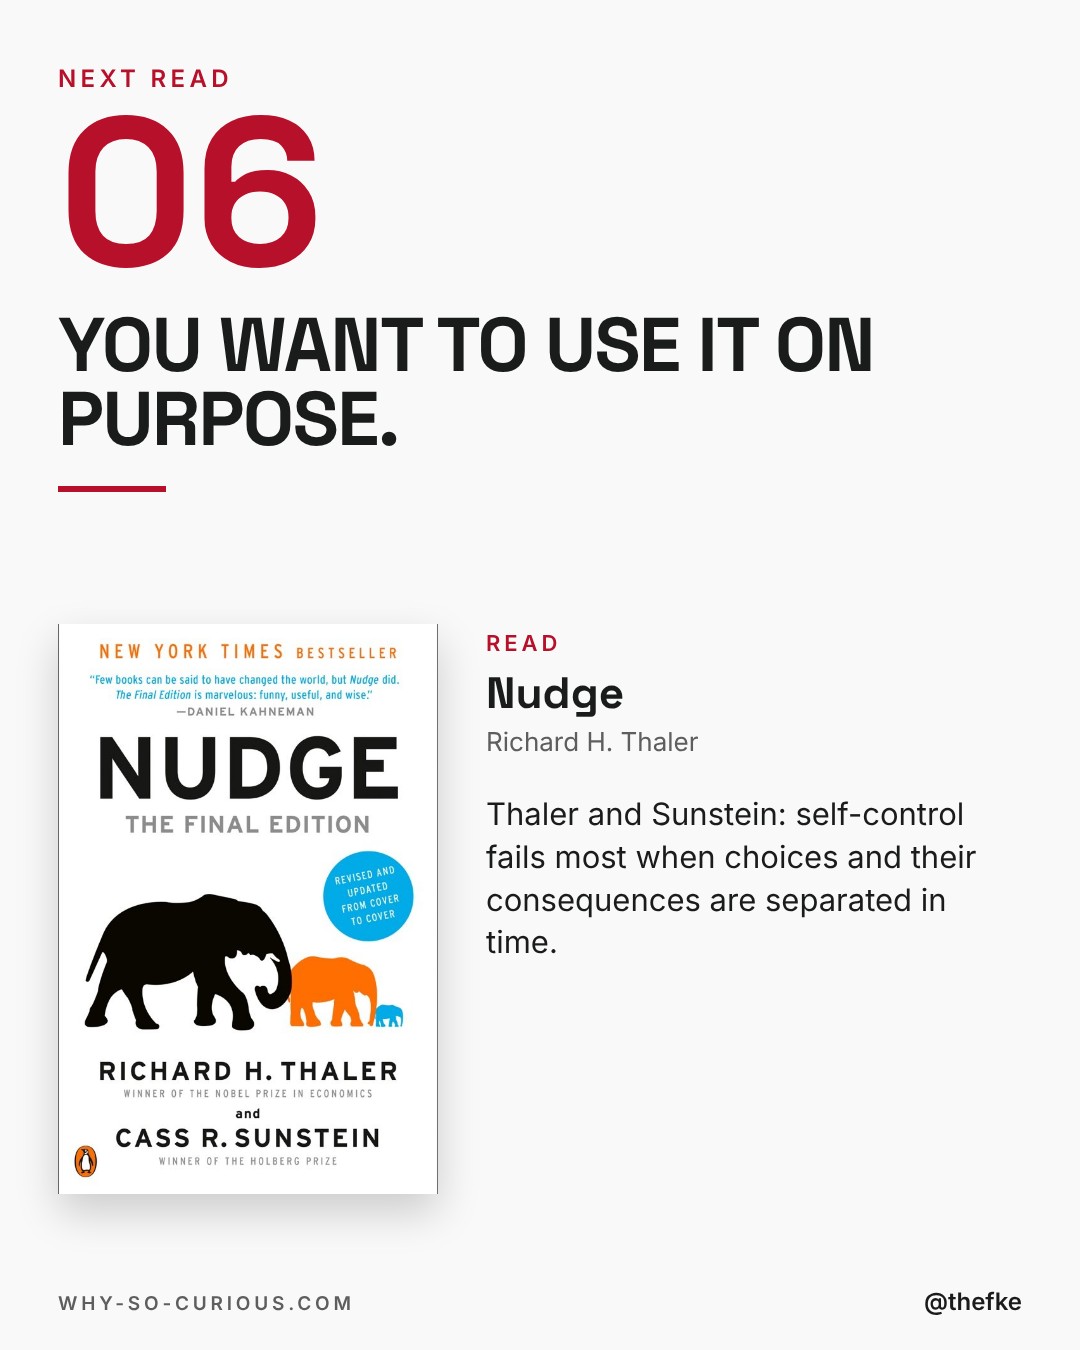 NEXT READ
06
YOU WANT TO USE IT ON
PURPOSE.
NEW YORK TIMES BESTSELLER
“Few books can be said to have changed the world, but Nudge did.
The Final Edition is marvelous: funny, useful, and wise.”
—DANIEL KAHNEMAN
NUDGE
THE FINAL EDITION
REVISED AND
UPDATED
FROM COVER
TO COVER
RICHARD H. THALER
WINNER OF THE NOBEL PRIZE IN ECONOMICS
and
CASS R. SUNSTEIN
WINNER OF THE HOLBERG PRIZE
READ
Nudge
Richard H. Thaler
Thaler and Sunstein: self-control
fails most when choices and their
consequences are separated in
time.
WHY-SO-CURIOUS.COM
@thefke